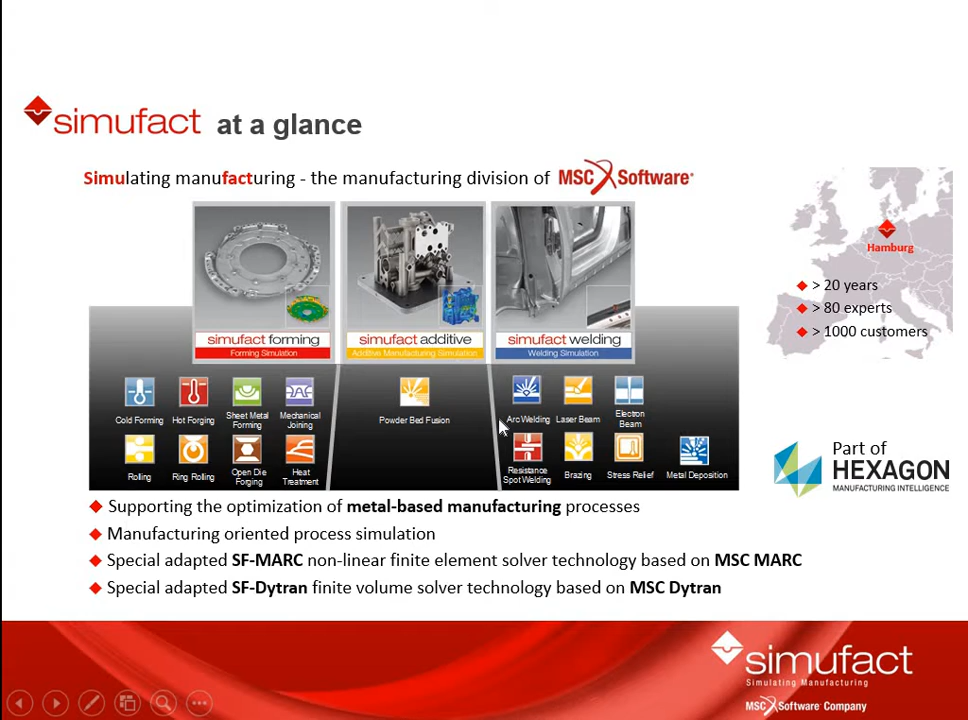 simufact at a glance
Simulating manufacturing - the manufacturing division of MSC Software
Hamburg
> 20 years
> 80 experts
> 1000 customers
simufact forming
Forming Simulation
simufact additive
Additive Manufacturing Simulation
simufact welding
Welding Simulation
Cold Forming
Hot Forging
Sheet Metal
Forming
Mechanical
Joining
Rolling
Ring Rolling
Open Die
Forging
Heat
Treatment
Powder Bed Fusion
Arc Welding
Laser Beam
Electron
Beam
Resistance
Spot Welding
Brazing
Stress Relief
Metal Deposition
Part of
HEXAGON
MANUFACTURING INTELLIGENCE
Supporting the optimization of metal-based manufacturing processes
Manufacturing oriented process simulation
Special adapted SF-MARC non-linear finite element solver technology based on MSC MARC
Special adapted SF-Dytran finite volume solver technology based on MSC Dytran
simufact
Simulating Manufacturing
MSC Software Company